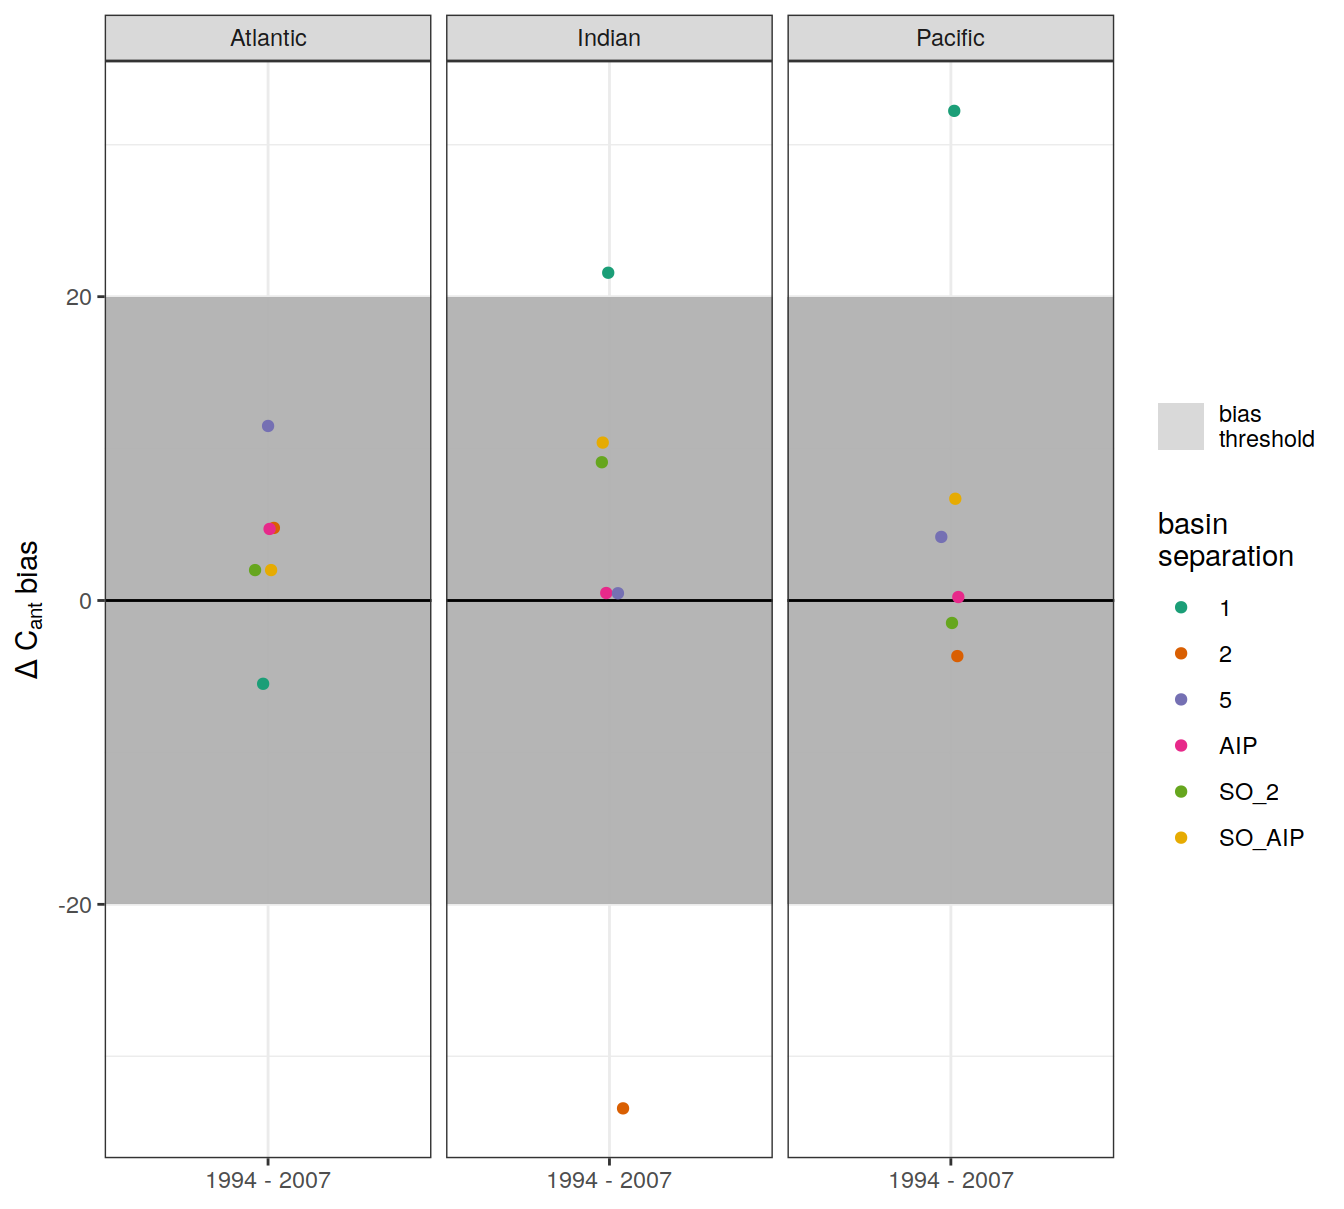 Atlantic
Indian
Pacific
20
0
-20
Δ Cant bias
1994 - 2007
1994 - 2007
1994 - 2007
bias
threshold
basin
separation
1
2
5
AIP
SO_2
SO_AIP